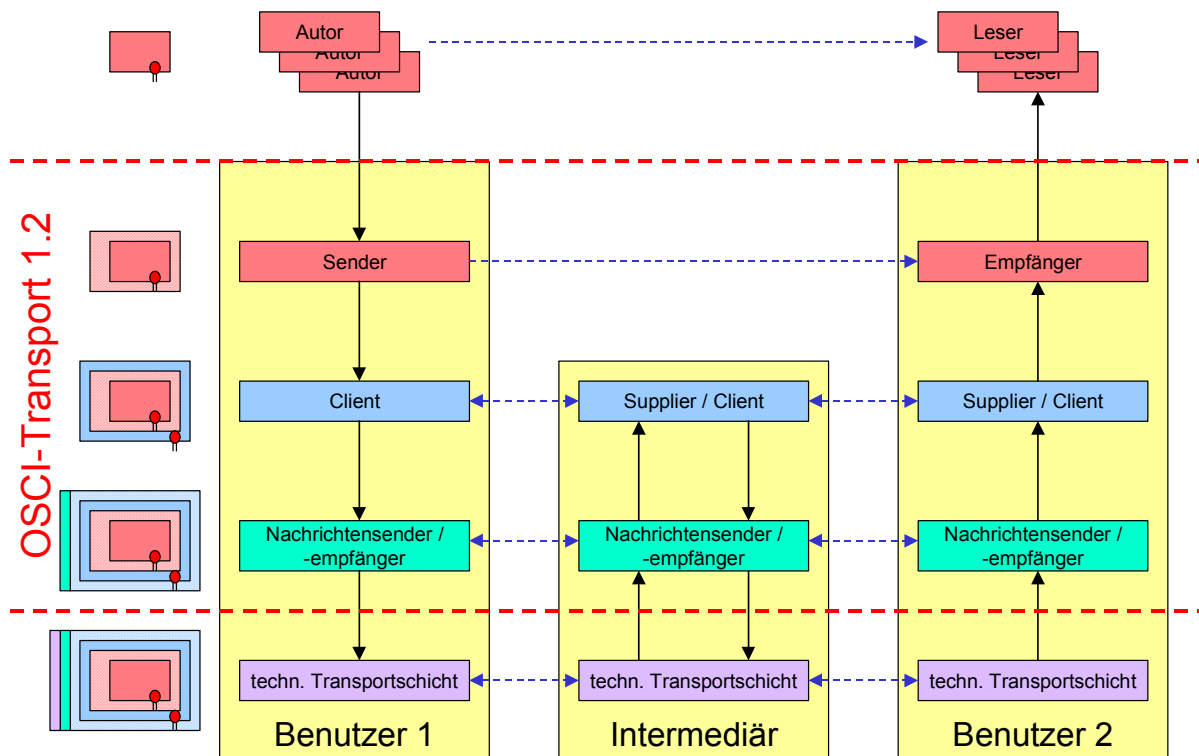 Autor
Autor
Autor
Leser
Leser
Leser
OSCI-Transport 1.2
Sender
Empfänger
Client
Supplier / Client
Supplier / Client
Nachrichtensender /
-empfänger
Nachrichtensender /
-empfänger
Nachrichtensender /
-empfänger
techn. Transportschicht
techn. Transportschicht
techn. Transportschicht
Benutzer 1
Intermediär
Benutzer 2